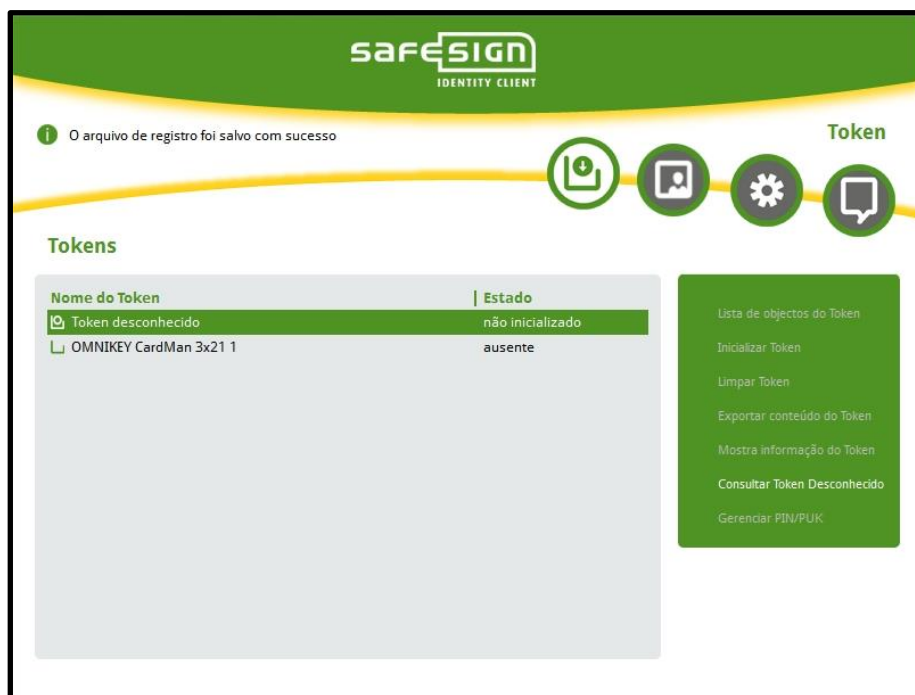 SAFESIGN
IDENTITY CLIENT
O arquivo de registro foi salvo com sucesso
Token
Tokens
Nome do Token
Estado
Token desconhecido
não inicializado
OMNIKEY CardMan 3x21 1
ausente
Lista de objectos do Token
Inicializar Token
Limpar Token
Exportar conteúdo do Token
Mostra informação do Token
Consultar Token Desconhecido
Gerenciar PIN/PUK